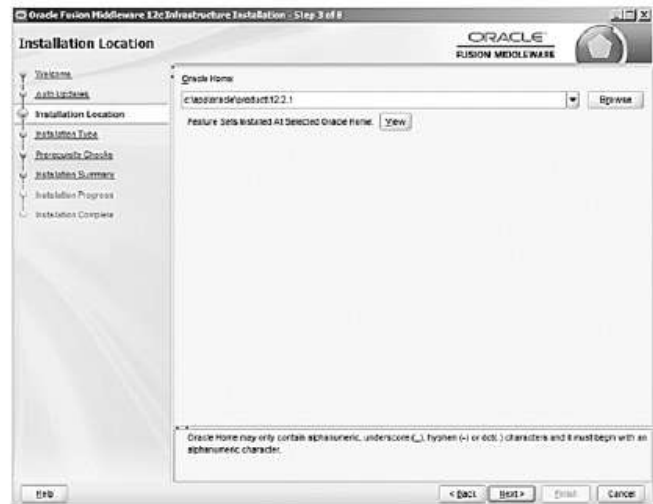 Oracle Fusion Middleware 12c Infrastructure Installation - Step 3 of 8
Installation Location
ORACLE
FUSION MIDDLEWARE
Welcome
Auto Updates
Installation Location
Installation Type
Prerequisite Checks
Installation Summary
Installation Progress
Installation Complete
Oracle Home:
c:\app\oracle\product\12.2.1
Browse
Feature Sets Installed At Selected Oracle Home:
View
Oracle Home may only contain alphanumeric, underscore (_), hyphen (-) or dot(.) characters and it must begin with an
alphanumeric character.
Help
< Back
Next >
Finish
Cancel